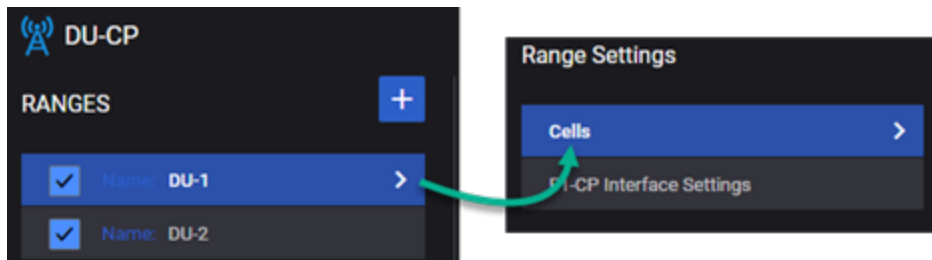 DU-CP
RANGES
+
Name: DU-1
Name: DU-2
Range Settings
Cells
F1-CP Interface Settings